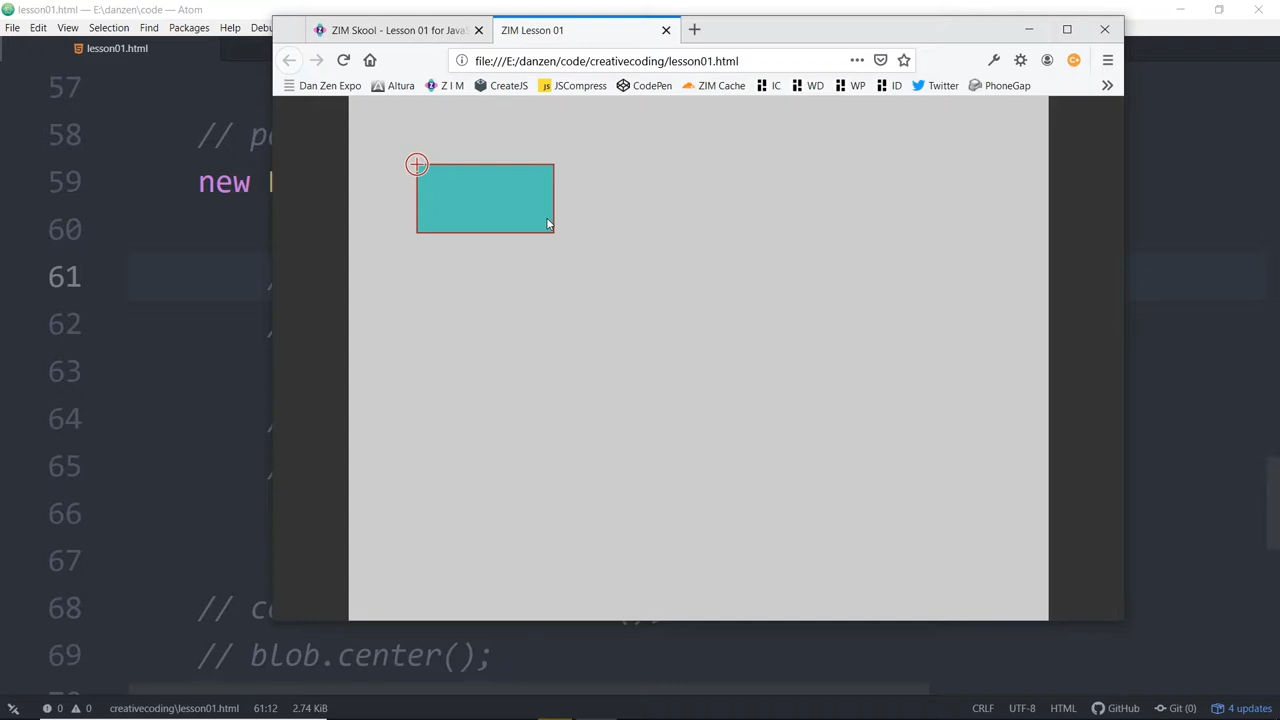 lesson01.html — E:\danzen\code — Atom
File Edit View Selection Find Packages Help Debu
lesson01.html
ZIM Skool - Lesson 01 for JavaS
ZIM Lesson 01
file:///E:/danzen/code/creativecoding/lesson01.html
Dan Zen Expo Altura Z I M CreateJS JSCompress CodePen ZIM Cache IC WD WP ID Twitter PhoneGap
57
58 // po
59 new
60
61 /
62 /
63
64 /
65 /
66
67
68 // co ();
69 // blob.center();
0 0 creativecoding\lesson01.html 61:12 2.74 KiB CRLF UTF-8 HTML GitHub Git (0) 4 updates